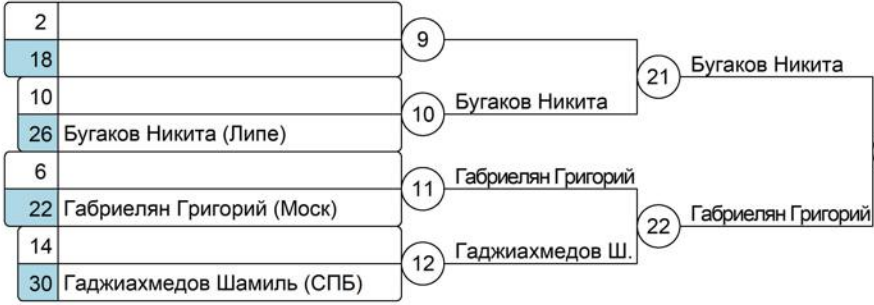 2
18
9
10
26 Бугаков Никита (Липе)
10
Бугаков Никита
21
Бугаков Никита
6
22 Габриелян Григорий (Моск)
11
Габриелян Григорий
14
30 Гаджиахмедов Шамиль (СПБ)
12
Гаджиахмедов Ш.
22
Габриелян Григорий